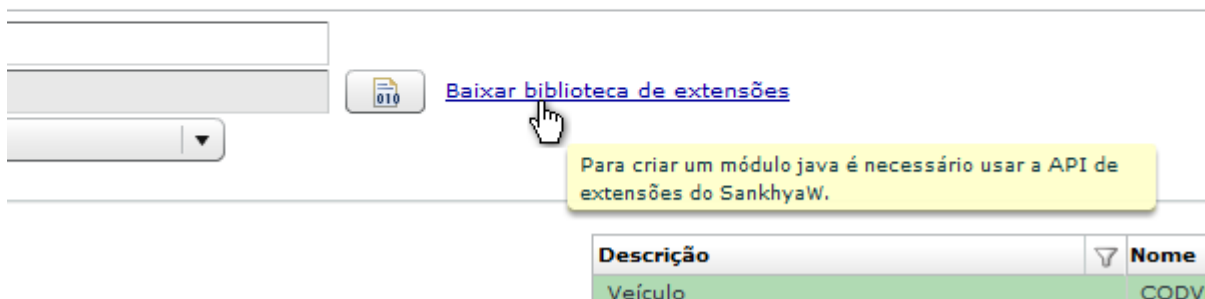 010
Baixar biblioteca de extensões
Para criar um módulo java é necessário usar a API de
extensões do SankhyaW.
Descrição Nome
Veículo CODV